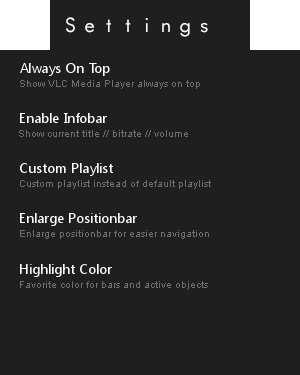 Settings
Always On Top
Show VLC Media Player always on top
Enable Infobar
Show current title // bitrate // volume
Custom Playlist
Custom playlist instead of default playlist
Enlarge Positionbar
Enlarge positionbar for easier navigation
Highlight Color
Favorite color for bars and active objects